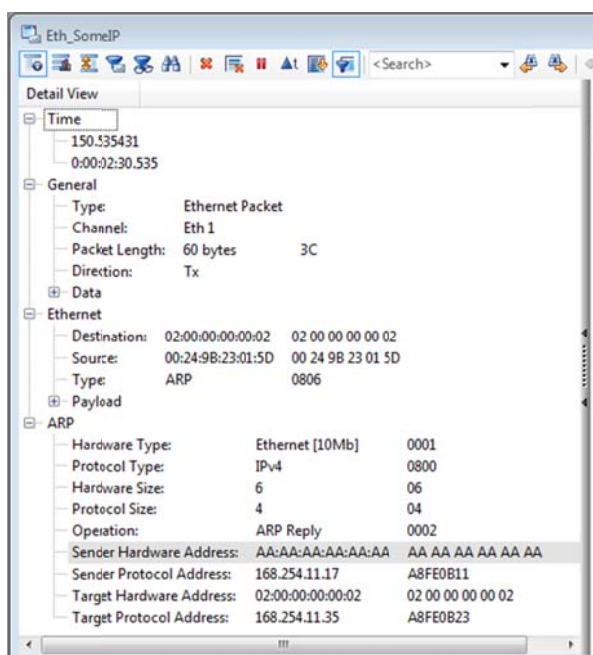 Eth_SomeIP
<Search>
Detail View
Time
150.535431
0:00:02:30.535
General
Type: Ethernet Packet
Channel: Eth 1
Packet Length: 60 bytes 3C
Direction: Tx
Data
Ethernet
Destination: 02:00:00:00:00:02 02 00 00 00 00 02
Source: 00:24:9B:23:01:5D 00 24 9B 23 01 5D
Type: ARP 0806
Payload
ARP
Hardware Type: Ethernet [10Mb] 0001
Protocol Type: IPv4 0800
Hardware Size: 6 06
Protocol Size: 4 04
Operation: ARP Reply 0002
Sender Hardware Address: AA:AA:AA:AA:AA:AA AA AA AA AA AA AA
Sender Protocol Address: 168.254.11.17 A8FE0B11
Target Hardware Address: 02:00:00:00:00:02 02 00 00 00 00 02
Target Protocol Address: 168.254.11.35 A8FE0B23